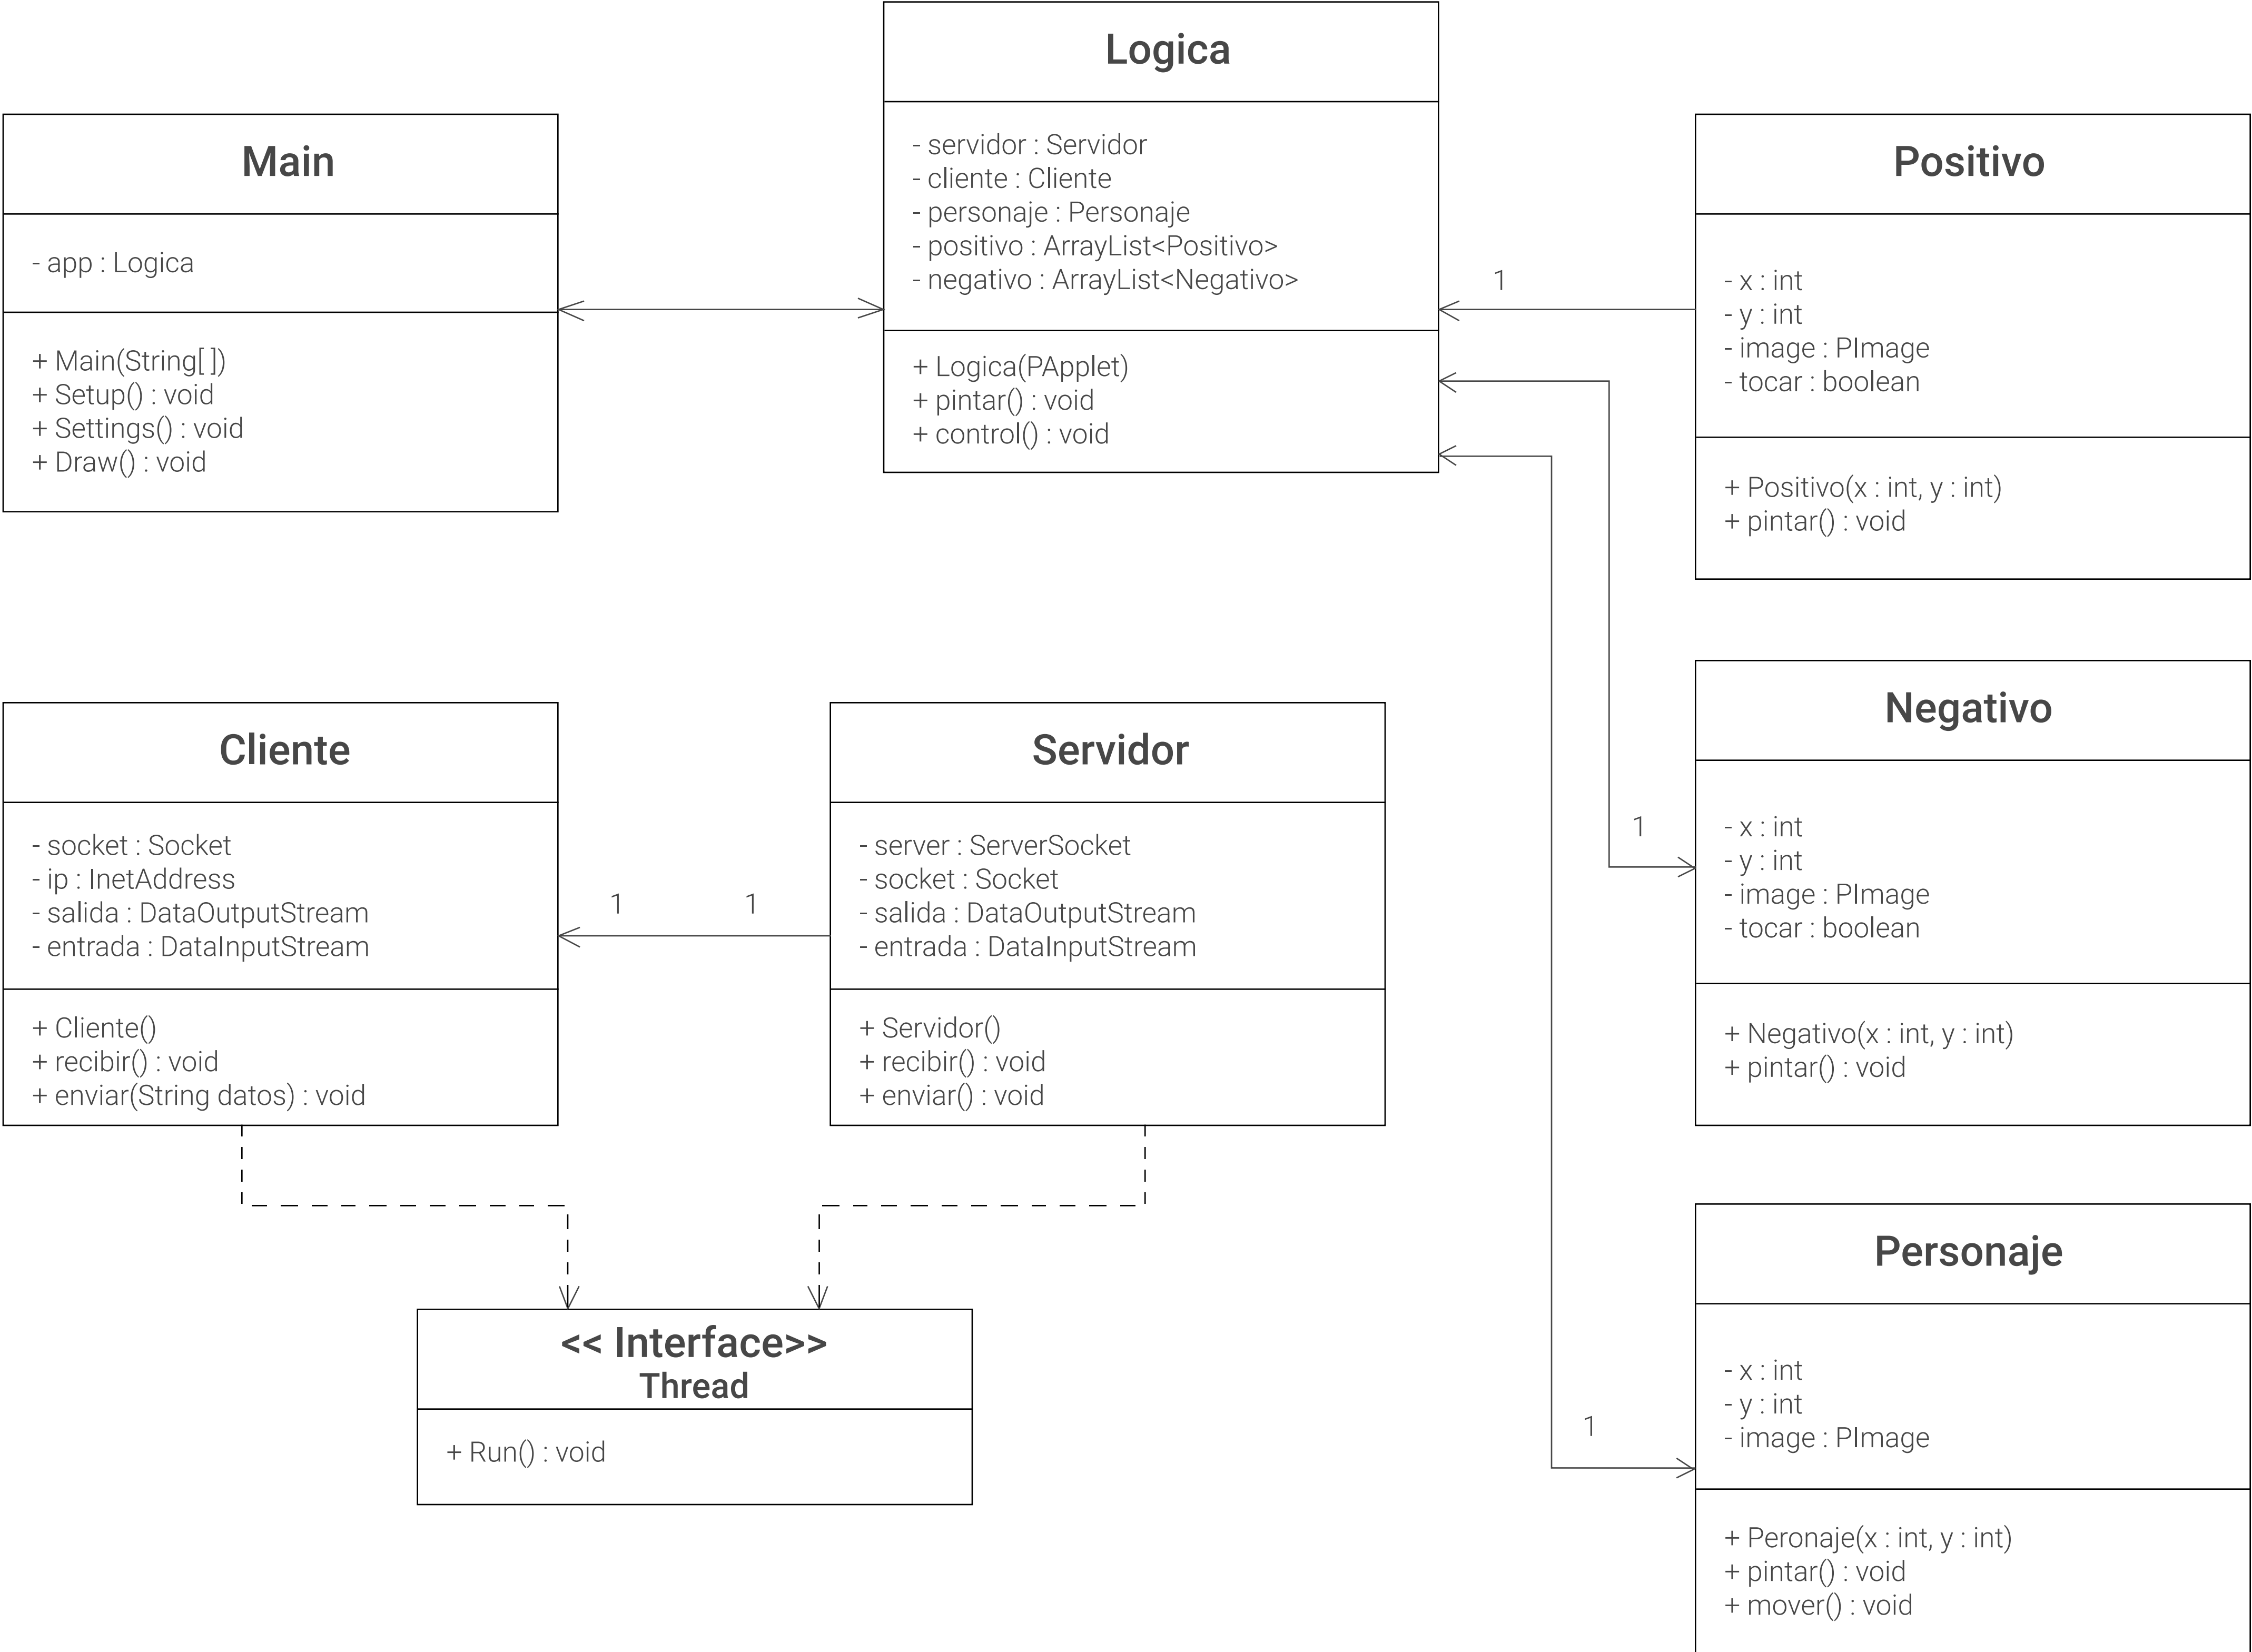 Logica
- servidor : Servidor
- cliente : Cliente
- personaje : Personaje
- positivo : ArrayList<Positivo>
- negativo : ArrayList<Negativo>
+ Logica(PApplet)
+ pintar() : void
+ control() : void
Main
- app : Logica
+ Main(String[ ])
+ Setup() : void
+ Settings() : void
+ Draw() : void
1
Positivo
- x : int
- y : int
- image : PImage
- tocar : boolean
+ Positivo(x : int, y : int)
+ pintar() : void
Cliente
- socket : Socket
- ip : InetAddress
- salida : DataOutputStream
- entrada : DataInputStream
+ Cliente()
+ recibir() : void
+ enviar(String datos) : void
1 1
Servidor
- server : ServerSocket
- socket : Socket
- salida : DataOutputStream
- entrada : DataInputStream
+ Servidor()
+ recibir() : void
+ enviar() : void
1
Negativo
- x : int
- y : int
- image : PImage
- tocar : boolean
+ Negativo(x : int, y : int)
+ pintar() : void
<< Interface>>
Thread
+ Run() : void
1
Personaje
- x : int
- y : int
- image : PImage
+ Peronaje(x : int, y : int)
+ pintar() : void
+ mover() : void